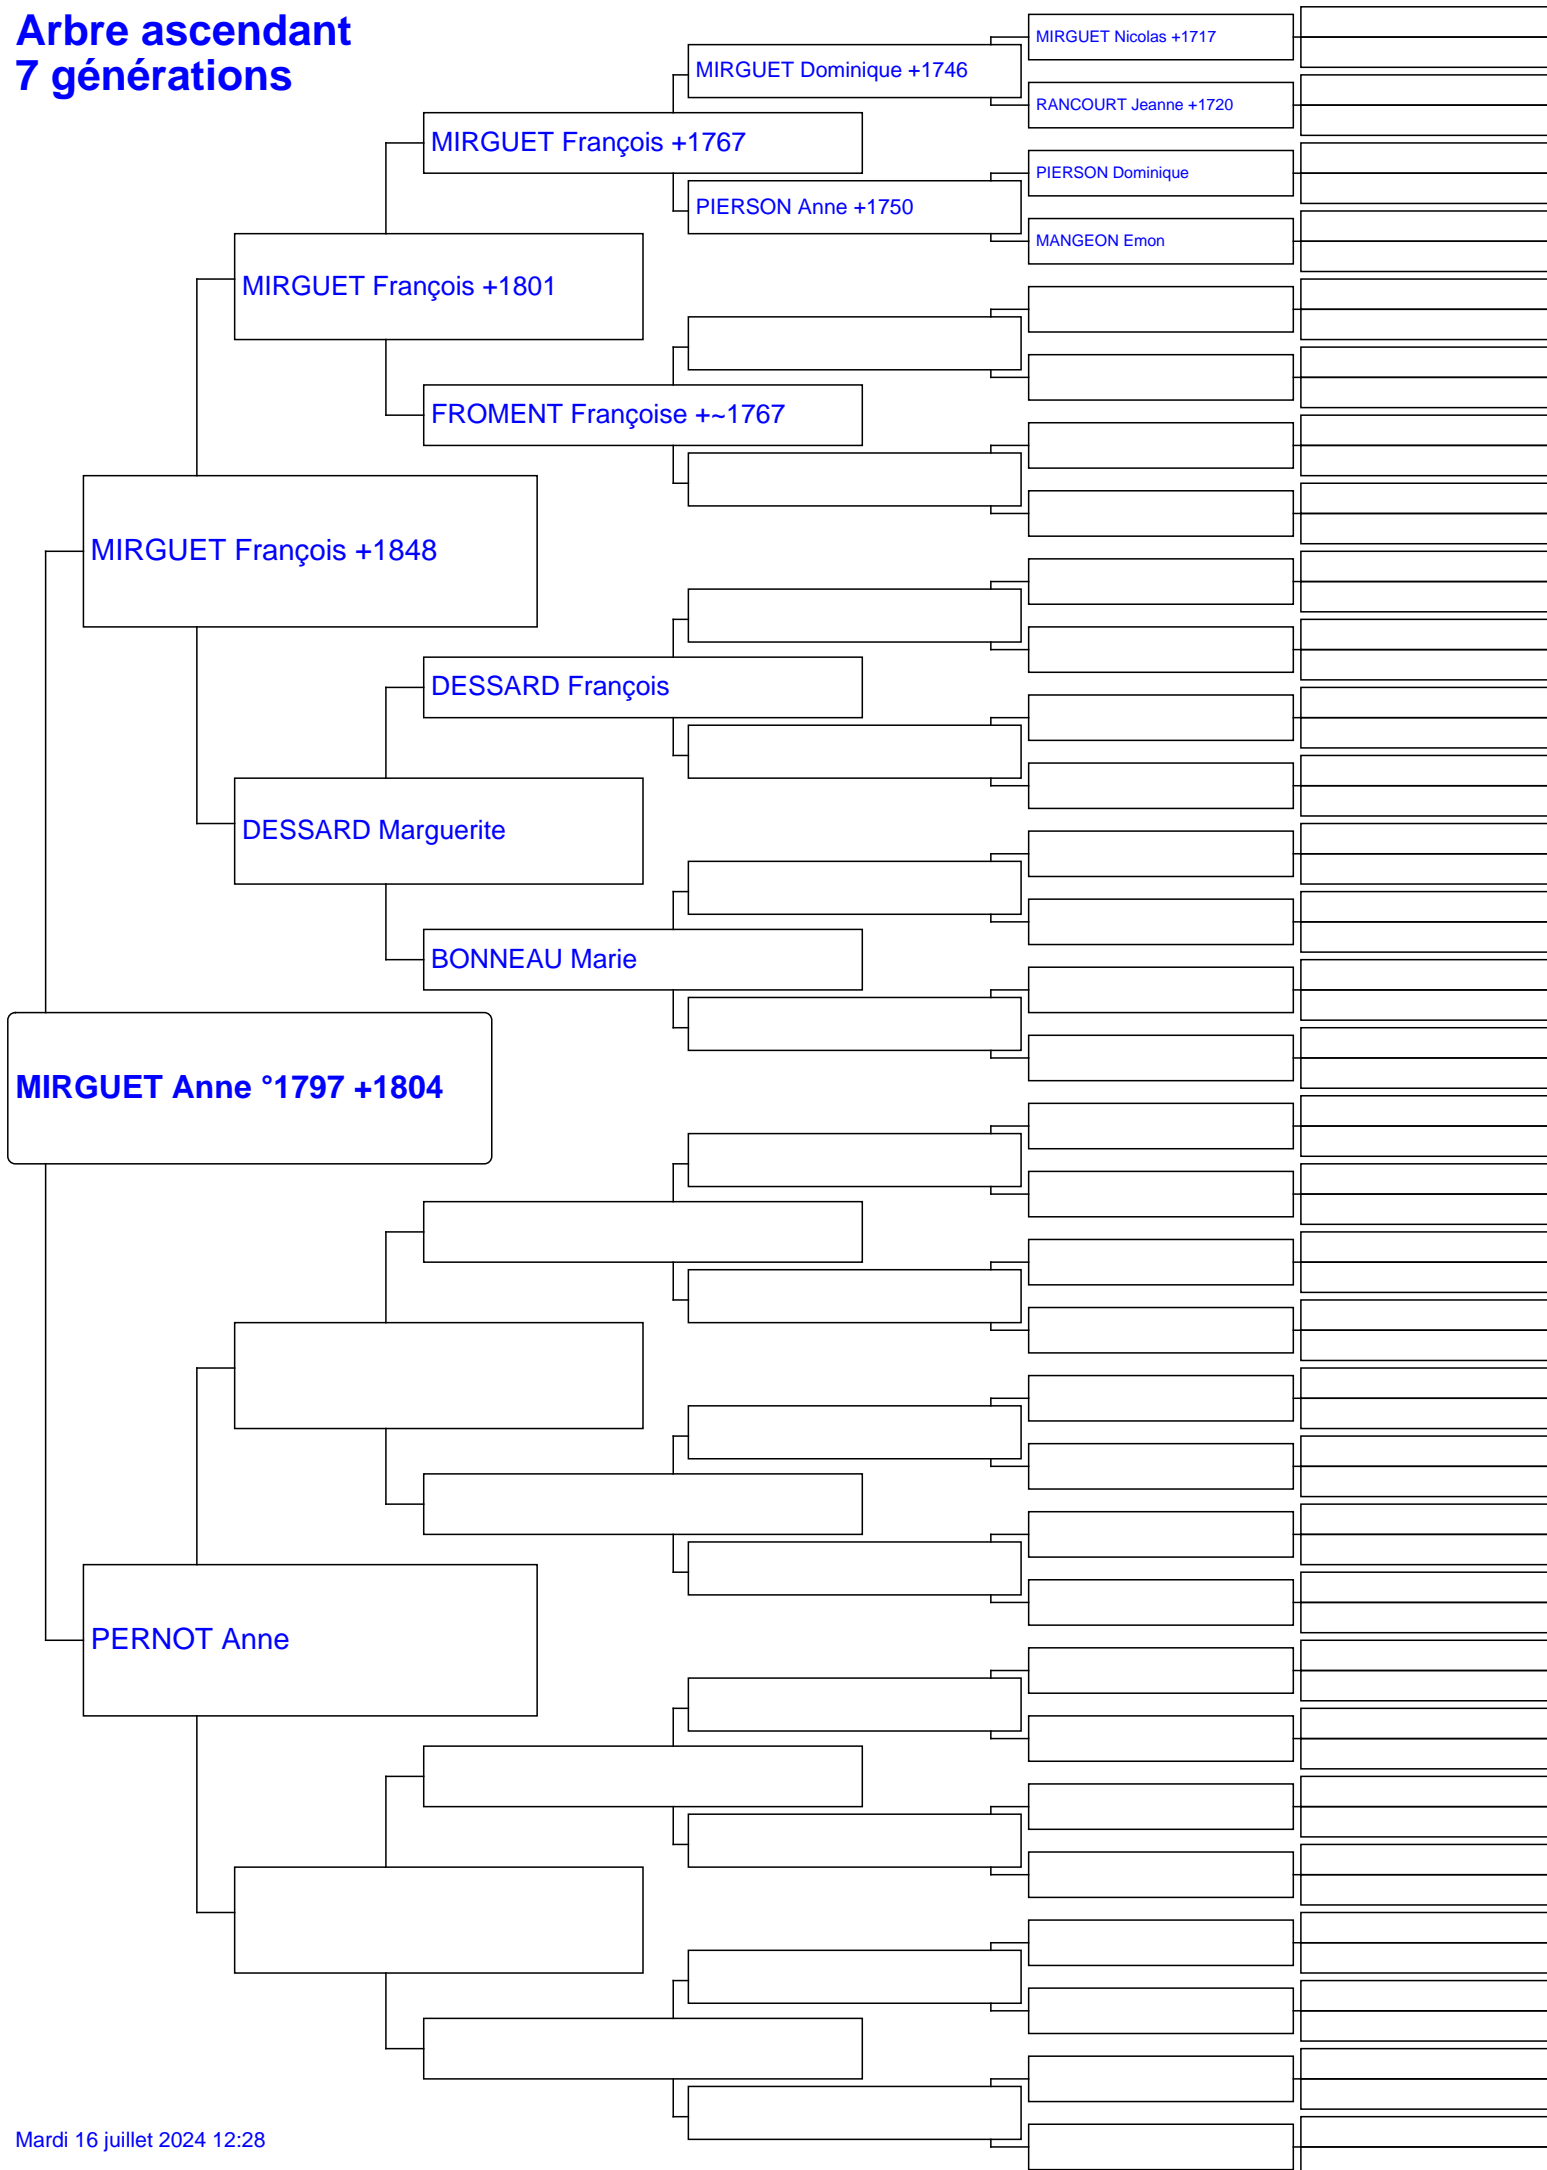 Arbre ascendant
7 générations
MIRGUET Nicolas +1717
MIRGUET Dominique +1746
RANCOURT Jeanne +1720
MIRGUET François +1767
PIERSON Dominique
PIERSON Anne +1750
MANGEON Emon
MIRGUET François +1801
FROMENT Françoise +~1767
MIRGUET François +1848
DESSARD François
DESSARD Marguerite
BONNEAU Marie
MIRGUET Anne °1797 +1804
PERNOT Anne
Mardi 16 juillet 2024 12:28